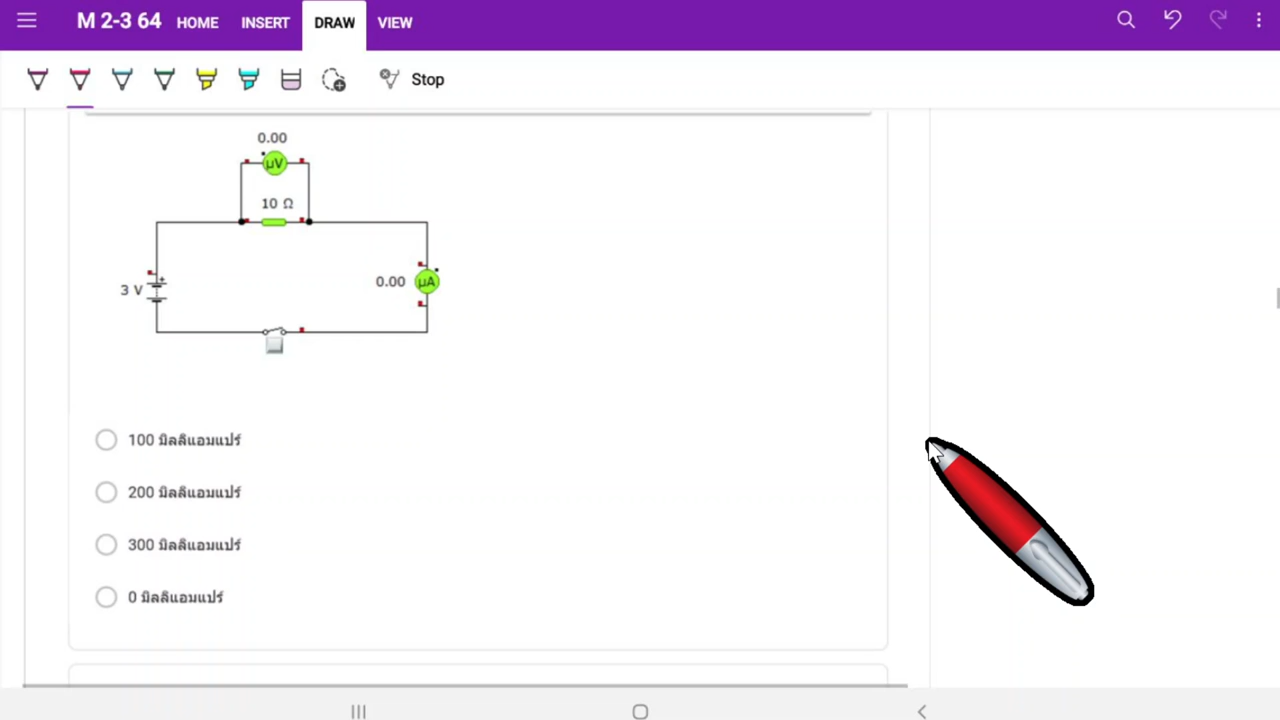 M 2-3 64 HOME INSERT DRAW VIEW
Stop
0.00
μV
10 Ω
3 V
0.00 μA
100 มิลลิแอมแปร์
200 มิลลิแอมแปร์
300 มิลลิแอมแปร์
0 มิลลิแอมแปร์